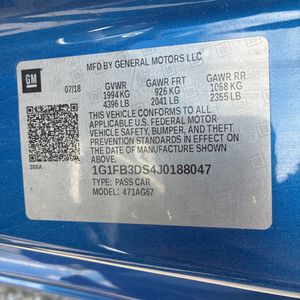 MFD BY GENERAL MOTORS LLC
GM
07/18
GVWR GAWR FRT GAWR RR
1994 KG 926 KG 1068 KG
4396 LB 2041 LB 2355 LB
THIS VEHICLE CONFORMS TO ALL
APPLICABLE U.S. FEDERAL MOTOR
VEHICLE SAFETY, BUMPER, AND THEFT
PREVENTION STANDARDS IN EFFECT
ON THE DATE OF MANUFACTURE
SHOWN ABOVE.
388A
1G1FB3DS4J0188047
TYPE: PASS CAR
MODEL: 471AG67